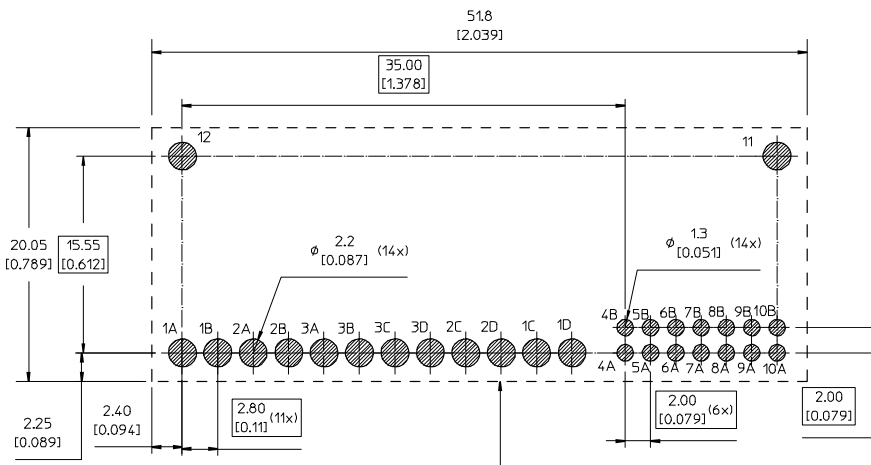 51.8
[2.039]
35.00
[1.378]
12
11
20.05
[0.789]
15.55
[0.612]
ø 2.2 (14x)
[0.087]
ø 1.3 (14x)
[0.051]
4B 5B 6B 7B 8B 9B 10B
1A 1B 2A 2B 3A 3B 3C 3D 2C 2D 1C 1D
4A 5A 6A 7A 8A 9A 10A
2.25
[0.089]
2.40
[0.094]
2.80
[0.11] (11x)
2.00
[0.079] (6x)
2.00
[0.079]